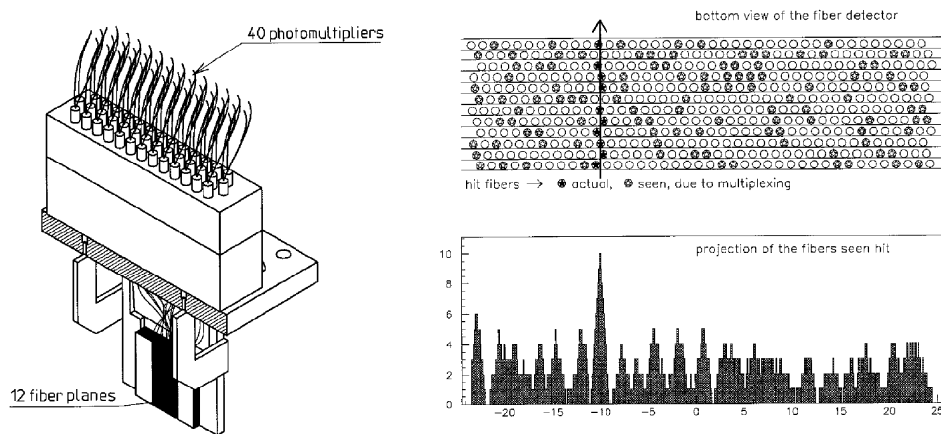 40 photomultipliers
12 fiber planes
bottom view of the fiber detector
hit fibers → actual, seen, due to multiplexing
projection of the fibers seen hit
10
8
6
4
2
0
−20 −15 −10 −5 0 5 10 15 20 25